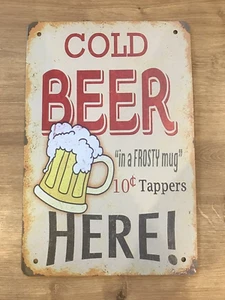 COLD
BEER
"in a FROSTY mug"
10¢ Tappers
HERE!